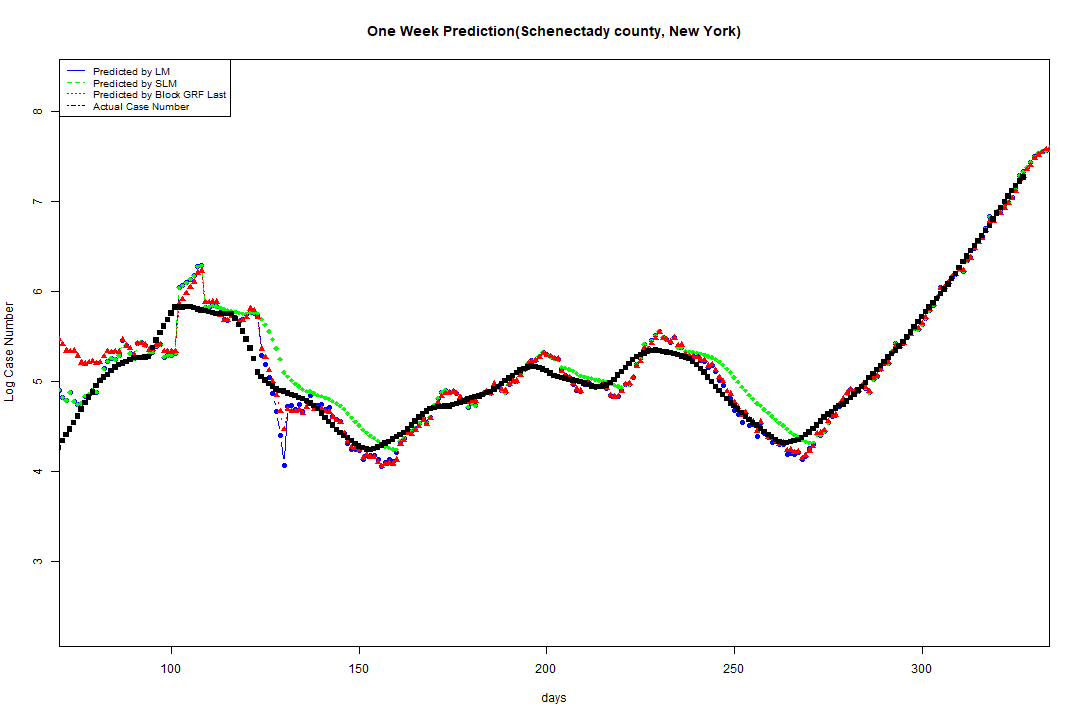 One Week Prediction(Schenectady county, New York)
Predicted by LM
Predicted by SLM
Predicted by Block GRF Last
Actual Case Number
8
7
6
5
4
3
Log Case Number
100 150 200 250 300
days